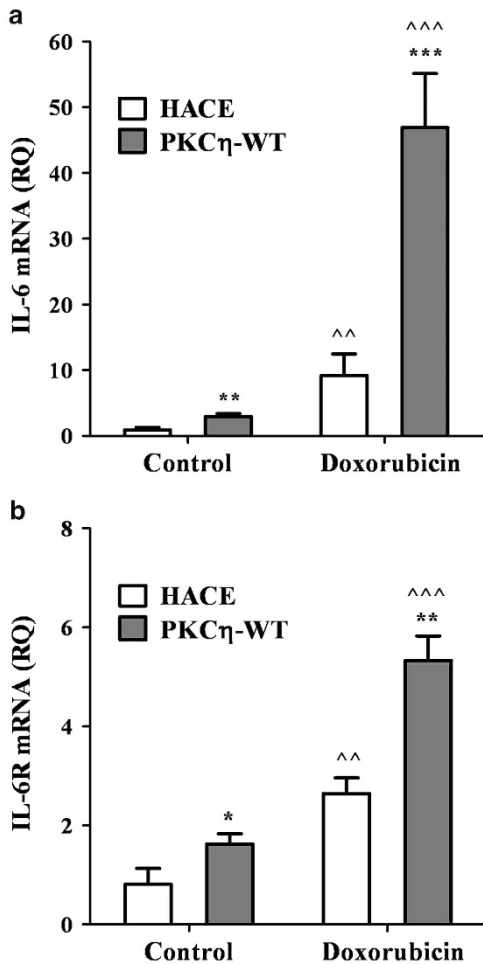 a
IL-6 mRNA (RQ)
60
50
40
30
20
10
0
HACE
PKCη-WT
**
^^
^^^
***
Control Doxorubicin
b
IL-6R mRNA (RQ)
8
6
4
2
0
HACE
PKCη-WT
*
^^
^^^
**
Control Doxorubicin